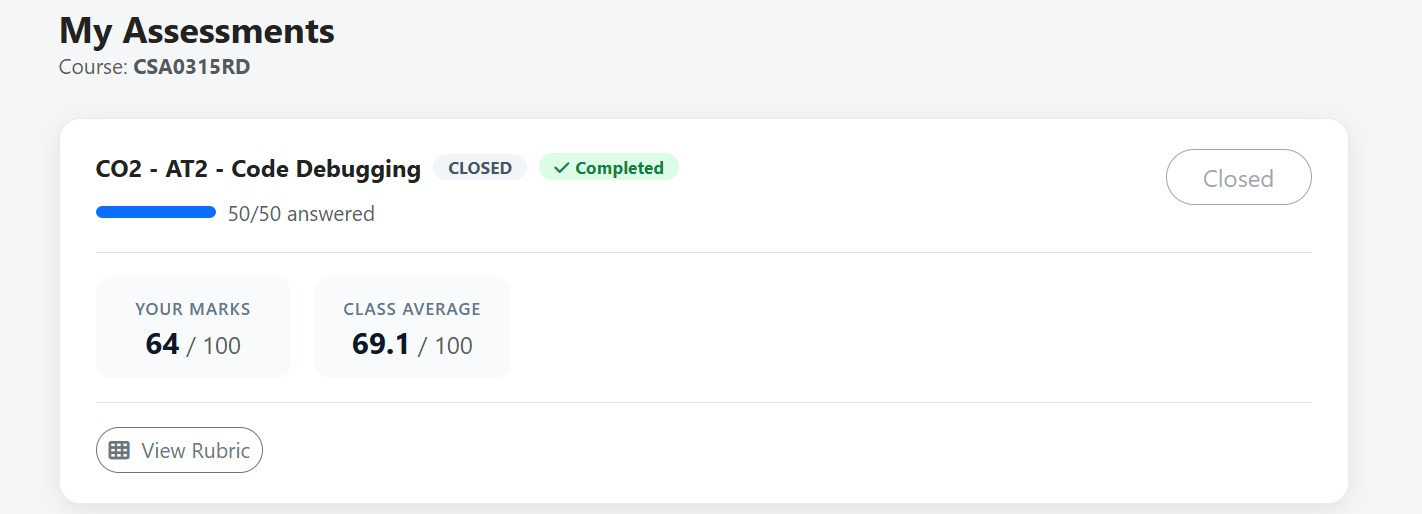 My Assessments
Course: CSA0315RD
CO2 - AT2 - Code Debugging CLOSED Completed Closed
50/50 answered
YOUR MARKS CLASS AVERAGE
64 / 100 69.1 / 100
View Rubric